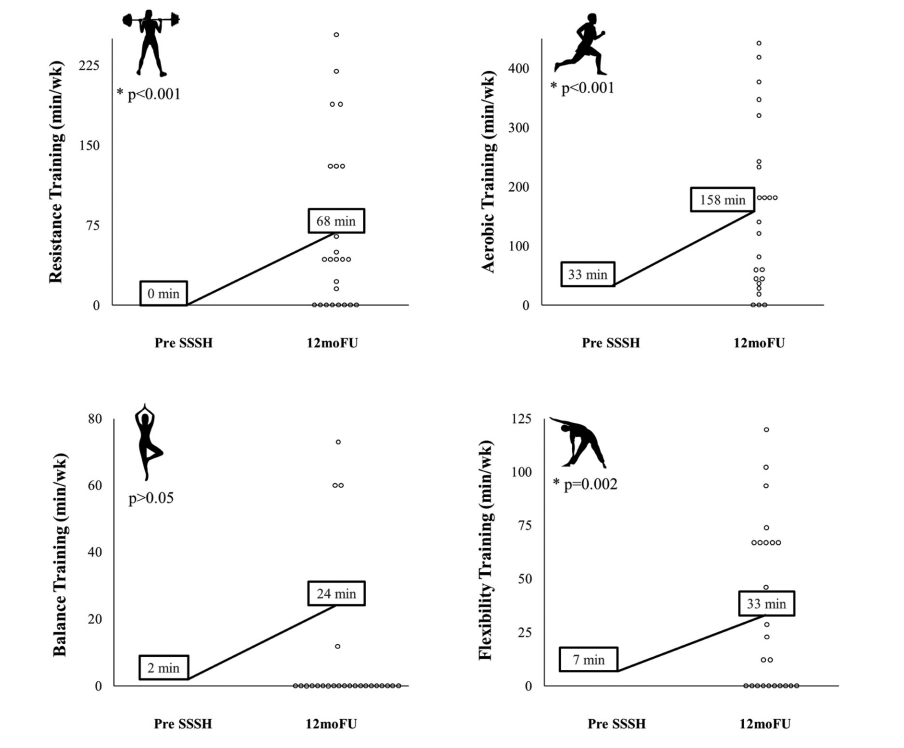 Resistance Training (min/wk)
225
150
75
0
* p<0.001
68 min
0 min
Pre SSSH
12moFU
Aerobic Training (min/wk)
400
300
200
100
0
* p<0.001
158 min
33 min
Pre SSSH
12moFU
Balance Training (min/wk)
80
60
40
20
0
p>0.05
24 min
2 min
Pre SSSH
12moFU
Flexibility Training (min/wk)
125
100
75
50
25
0
* p=0.002
33 min
7 min
Pre SSSH
12moFU